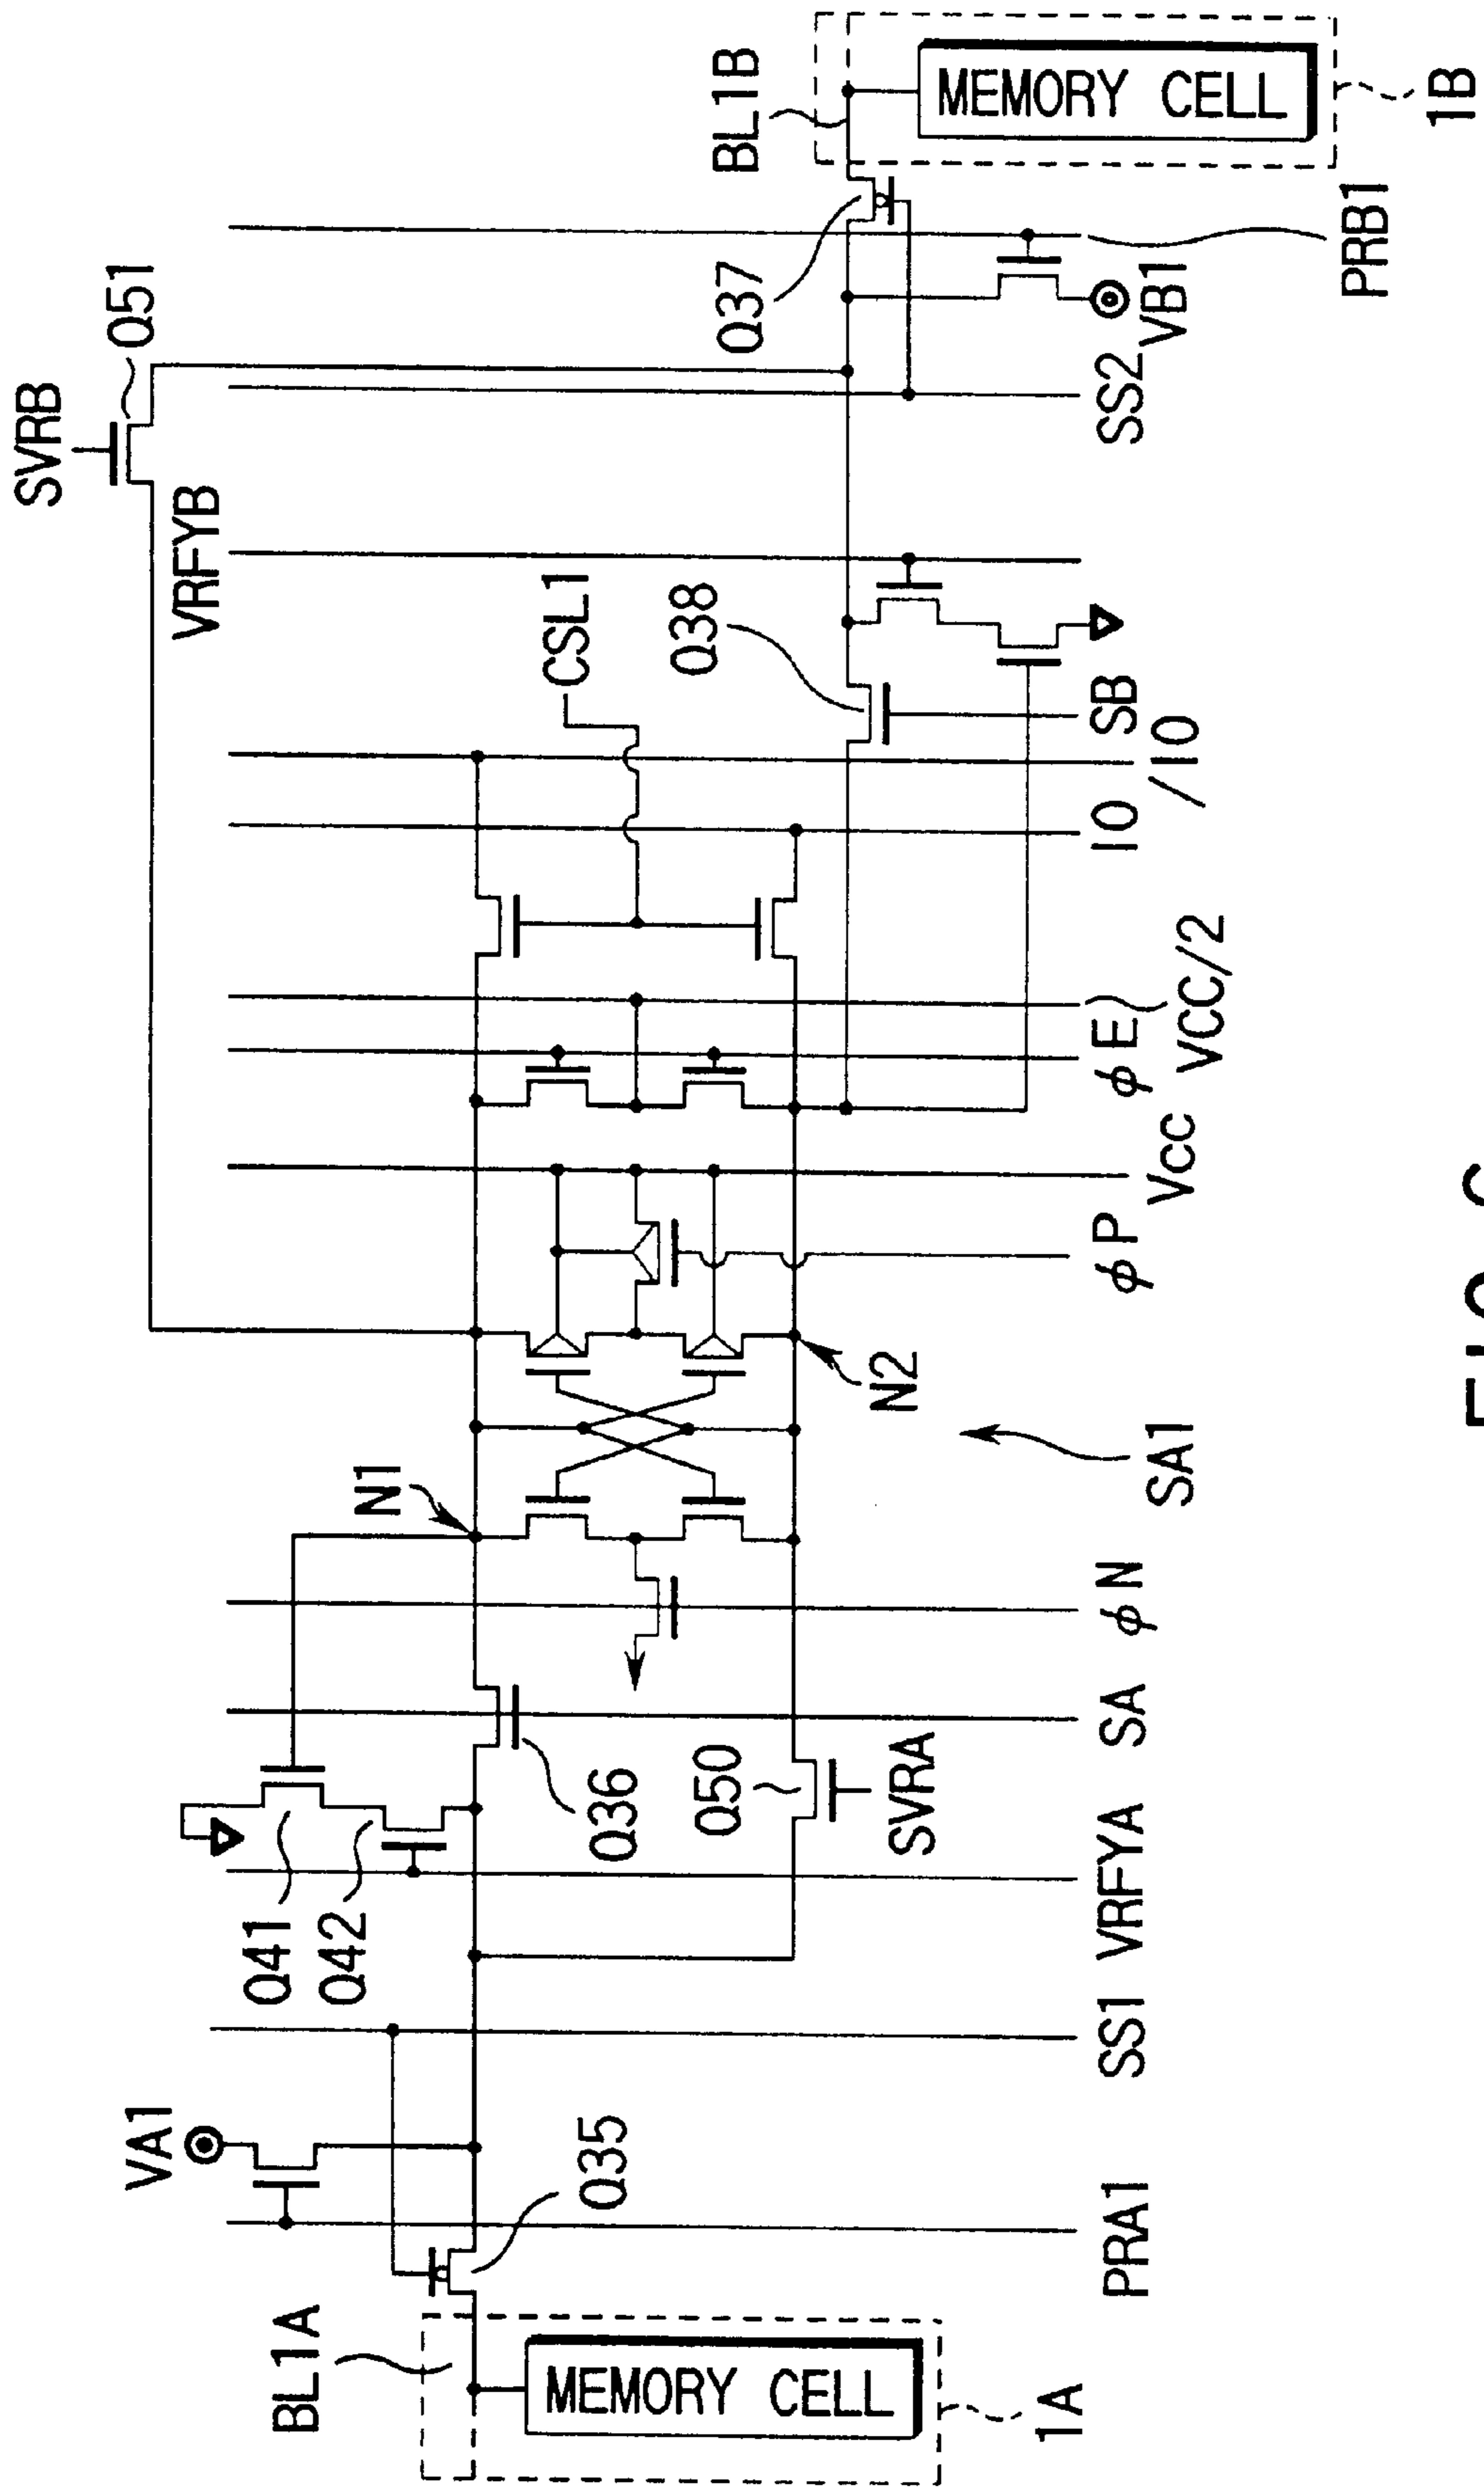 SVRB
Q51
VRFYB
VA1
BL1A
Q41
Q42
N1
CSL1
BL1B
Q35
Q36
Q50
Q38
Q37
MEMORY CELL
MEMORY CELL
SVRA
N2
1A
1B
SA1
PRA1
SS1
VRFYA
SA
φN
φP
Vcc
φE
VCC/2
IO
/IO
SB
SS2
VB1
PRB1